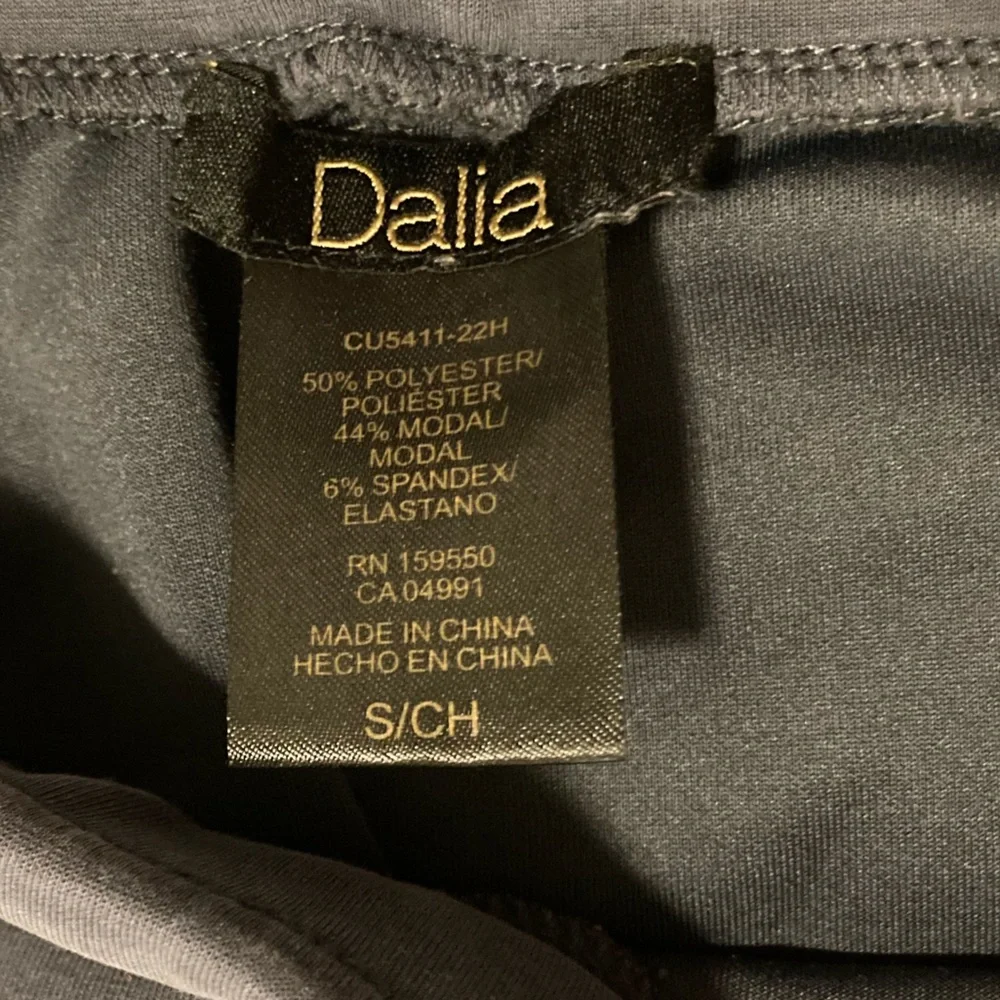 Dalia
CU5411-22H
50% POLYESTER/
POLIÉSTER
44% MODAL/
MODAL
6% SPANDEX/
ELASTANO
RN 159550
CA 04991
MADE IN CHINA
HECHO EN CHINA
S/CH